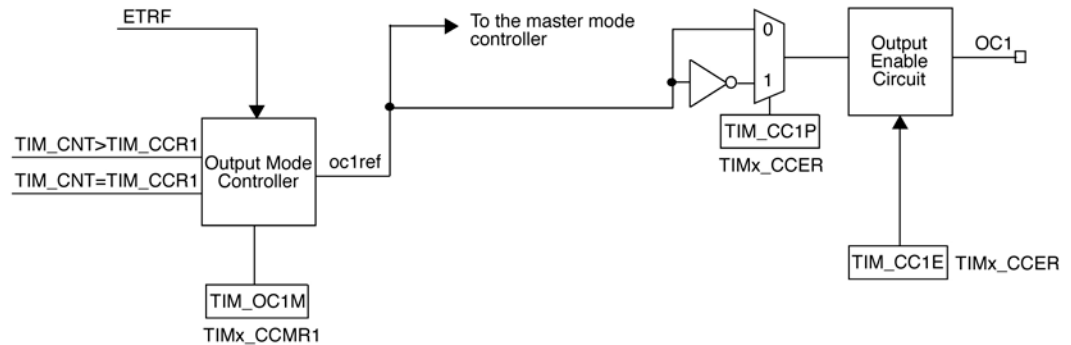 ETRF
To the master mode
controller
0
1
Output
Enable
Circuit
OC1
TIM_CNT>TIM_CCR1
TIM_CNT=TIM_CCR1
Output Mode
Controller
oc1ref
TIM_CC1P
TIMx_CCER
TIM_OC1M
TIMx_CCMR1
TIM_CC1E
TIMx_CCER